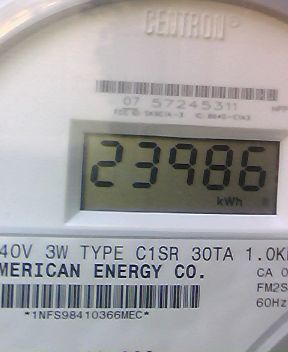 CENTRON®
07 57245311
23986
kWh
40V 3W TYPE C1SR 30TA 1.0K
MERICAN ENERGY CO.
CA 0
FM2S
60Hz
*1NFS98410366MEC*